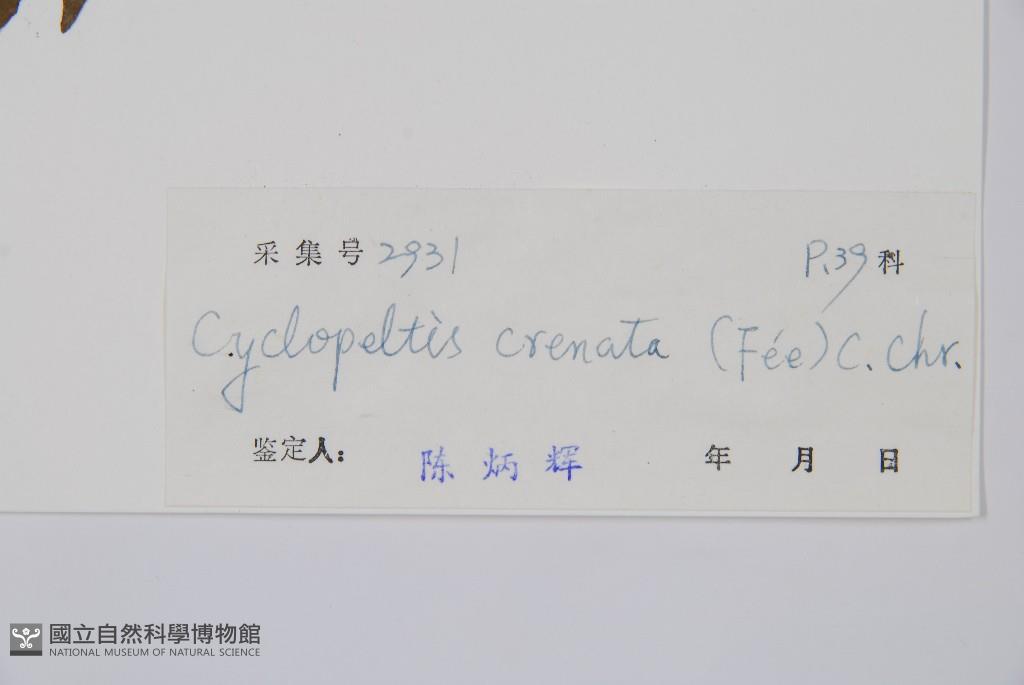 采集号 2931 P.39 科
Cyclopeltis crenata (Fée) C. Chr.
鉴定人: 陈炳辉 年 月 日
國立自然科學博物館
NATIONAL MUSEUM OF NATURAL SCIENCE